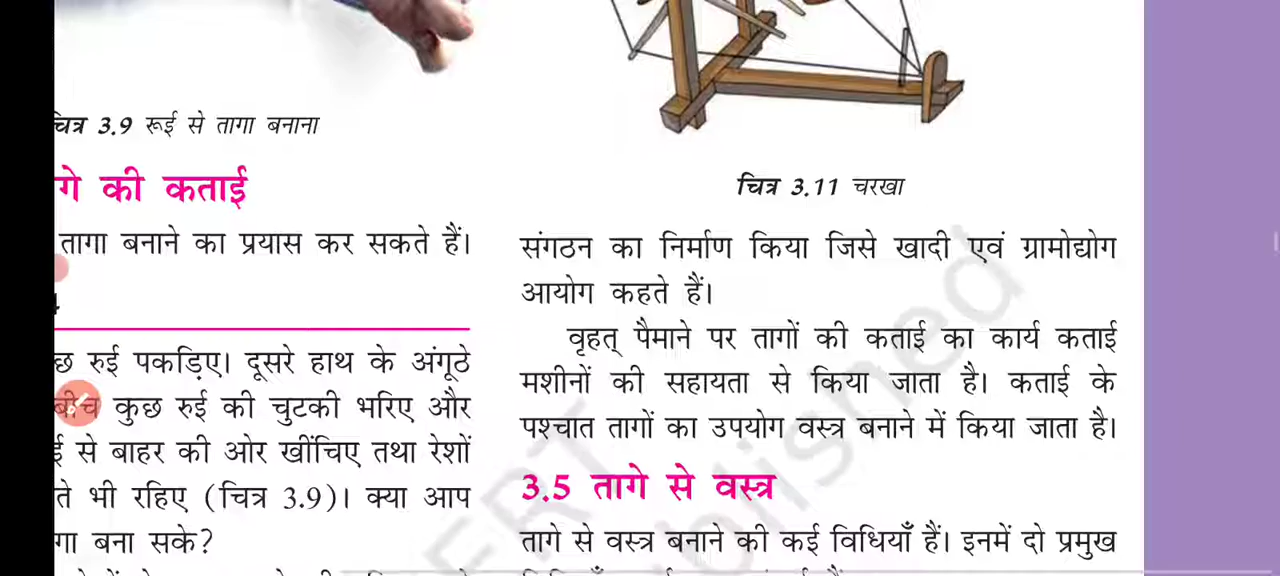 चित्र 3.9 रूई से तागा बनाना
गे की कताई
तागा बनाने का प्रयास कर सकते हैं।
4
छ रुई पकड़िए। दूसरे हाथ के अंगूठे
बीच कुछ रुई की चुटकी भरिए और
ई से बाहर की ओर खींचिए तथा रेशों
ते भी रहिए (चित्र 3.9)। क्या आप
गा बना सके?
चित्र 3.11 चरखा
संगठन का निर्माण किया जिसे खादी एवं ग्रामोद्योग
आयोग कहते हैं।
वृहत् पैमाने पर तागों की कताई का कार्य कताई
मशीनों की सहायता से किया जाता है। कताई के
पश्चात तागों का उपयोग वस्त्र बनाने में किया जाता है।
3.5 तागे से वस्त्र
तागे से वस्त्र बनाने की कई विधियाँ हैं। इनमें दो प्रमुख